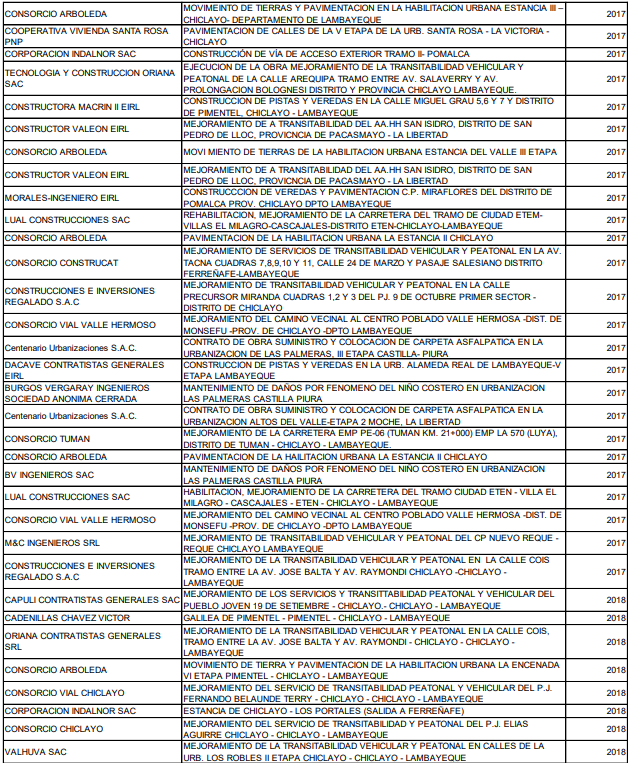 CONSORCIO ARBOLEDA
MOVIMEINTO DE TIERRAS Y PAVIMENTACION EN LA HABILITACION URBANA ESTANCIA III –
CHICLAYO- DEPARTAMENTO DE LAMBAYEQUE
2017
COOPERATIVA VIVIENDA SANTA ROSA
PNP
PAVIMENTACION DE CALLES DE LA V ETAPA DE LA URB. SANTA ROSA - LA VICTORIA -
CHICLAYO
2017
CORPORACION INDALNOR SAC
CONSTRUCCIÓN DE VÍA DE ACCESO EXTERIOR TRAMO II- POMALCA
2017
TECNOLOGIA Y CONSTRUCCION ORIANA
SAC
EJECUCION DE LA OBRA MEJORAMIENTO DE LA TRANSITABILIDAD VEHICULAR Y
PEATONAL DE LA CALLE AREQUIPA TRAMO ENTRE AV. SALAVERRY Y AV.
PROLONGACION BOLOGNESI DISTRITO Y PROVINCIA CHICLAYO LAMBAYEQUE.
2017
CONSTRUCTORA MACRIN II EIRL
CONSTRUCCION DE PISTAS Y VEREDAS EN LA CALLE MIGUEL GRAU 5,6 Y 7 Y DISTRITO
DE PIMENTEL, CHICLAYO - LAMBAYEQUE
2017
CONSTRUCTOR VALEON EIRL
MEJORAMIENTO DE A TRANSITABILIDAD DEL AA.HH SAN ISIDRO, DISTRITO DE SAN
PEDRO DE LLOC, PROVICNCIA DE PACASMAYO - LA LIBERTAD
2017
CONSORCIO ARBOLEDA
MOVI MIENTO DE TIERRAS DE LA HABILITACION URBANA ESTANCIA DEL VALLE III ETAPA
2017
CONSTRUCTOR VALEON EIRL
MEJORAMIENTO DE A TRANSITABILIDAD DEL AA.HH SAN ISIDRO, DISTRITO DE SAN
PEDRO DE LLOC, PROVICNCIA DE PACASMAYO - LA LIBERTAD
2017
MORALES-INGENIERO EIRL
CONSTRUCCCION DE VEREDAS Y PAVIMENTACION C.P. MIRAFLORES DEL DISTRITO DE
POMALCA PROV. CHICLAYO DPTO LAMBAYEQUE
2017
LUAL CONSTRUCCIONES SAC
REHABILITACION, MEJORAMIENTO DE LA CARRETERA DEL TRAMO DE CIUDAD ETEM-
VILLAS EL MILAGRO-CASCAJALES-DISTRITO ETEN-CHICLAYO-LAMBAYEQUE
2017
CONSORCIO ARBOLEDA
PAVIMENTACION DE LA HABILITACION URBANA LA ESTANCIA II CHICLAYO
2017
CONSORCIO CONSTRUCAT
MEJORAMIENTO DE SERVICIOS DE TRANSITABILIDAD VEHICULAR Y PEATONAL EN LA AV.
TACNA CUADRAS 7,8,9,10 Y 11, CALLE 24 DE MARZO Y PASAJE SALESIANO DISTRITO
FERREÑAFE-LAMBAYEQUE
2017
CONSTRUCCIONES E INVERSIONES
REGALADO S.A.C
MEJORAMIENTO DE TRANSITABILIDAD VEHICULAR Y PEATONAL EN LA CALLE
PRECURSOR MIRANDA CUADRAS 1,2 Y 3 DEL PJ. 9 DE OCTUBRE PRIMER SECTOR -
DISTRITO DE CHICLAYO
2017
CONSORCIO VIAL VALLE HERMOSO
MEJORAMIENTO DEL CAMINO VECINAL AL CENTRO POBLADO VALLE HERMOSA -DIST. DE
MONSEFU -PROV. DE CHICLAYO -DPTO LAMBAYEQUE
2017
Centenario Urbanizaciones S.A.C.
CONTRATO DE OBRA SUMINISTRO Y COLOCACION DE CARPETA ASFALPATICA EN LA
URBANIZACION DE LAS PALMERAS, III ETAPA CASTILLA- PIURA
2017
DACAVE CONTRATISTAS GENERALES
EIRL
CONSTRUCCION DE PISTAS Y VEREDAS EN LA URB. ALAMEDA REAL DE LAMBAYEQUE-V
ETAPA LAMBAYEQUE
2017
BURGOS VERGARAY INGENIEROS
SOCIEDAD ANONIMA CERRADA
MANTENIMIENTO DE DAÑOS POR FENOMENO DEL NIÑO COSTERO EN URBANIZACION
LAS PALMERAS CASTILLA PIURA
2017
Centenario Urbanizaciones S.A.C.
CONTRATO DE OBRA SUMINISTRO Y COLOCACION DE CARPETA ASFALPATICA EN LA
URBANIZACION ALTOS DEL VALLE-ETAPA 2 MOCHE, LA LIBERTAD
2017
CONSORCIO TUMAN
MEJORAMIENTO DE LA CARRETERA EMP PE-06 (TUMAN KM. 21+000) EMP LA 570 (LUYA),
DISTRITO DE TUMAN - CHICLAYO - LAMBAYEQUE.
2017
CONSORCIO ARBOLEDA
PAVIMENTACION DE LA HAILITACION URBANA LA ESTANCIA II CHICLAYO
2017
BV INGENIEROS SAC
MANTENIMIENTO DE DAÑOS POR FENOMENO DEL NIÑO COSTERO EN URBANIZACION
LAS PALMERAS CASTILLA PIURA
2017
LUAL CONSTRUCCIONES SAC
HABILITACION, MEJORAMIENTO DE LA CARRETERA DEL TRAMO CIUDAD ETEN - VILLA EL
MILAGRO - CASCAJALES - ETEN - CHICLAYO - LAMBAYEQUE
2017
CONSORCIO VIAL VALLE HERMOSO
MEJORAMIENTO DEL CAMINO VECINAL AL CENTRO POBLADO VALLE HERMOSA -DIST. DE
MONSEFU -PROV. DE CHICLAYO -DPTO LAMBAYEQUE
2017
M&C INGENIEROS SRL
MEJORAMIENTO DE TRANSITABILIDAD VEHICULAR Y PEATONAL DEL CP NUEVO REQUE -
REQUE CHICLAYO LAMBAYEQUE
2017
CONSTRUCCIONES E INVERSIONES
REGALADO S.A.C
MEJORAMIENTO DE LA TRANSITABILIDAD VEHICULAR Y PEATONAL EN  LA CALLE COIS
TRAMO ENTRE LA AV. JOSE BALTA Y AV. RAYMONDI CHICLAYO -CHICLAYO -
LAMBAYEQUE
2017
CAPULI CONTRATISTAS GENERALES SAC
MEJORAMIENTO DE LOS SERVICIOS Y TRANSITTABILIDAD PEATONAL Y VEHICULAR DEL
PUEBLO JOVEN 19 DE SETIEMBRE - CHICLAYO.- CHICLAYO - LAMBAYEQUE
2018
CADENILLAS CHAVEZ VICTOR
GALILEA DE PIMENTEL - PIMENTEL - CHICLAYO - LAMBAYEQUE
2018
ORIANA CONTRATISTAS GENERALES
SRL
MEJORAMIENTO DE LA TRANSITABILIDAD VEHICULAR Y PEATONAL EN LA CALLE COIS,
TRAMO ENTRE LA AV. JOSE BALTA Y AV. RAYMONDI - CHICLAYO - CHICLAYO -
LAMBAYEQUE
2018
CONSORCIO ARBOLEDA
MOVIMIENTO DE TIERRA Y PAVIMENTACION DE LA HABILITACION URBANA LA ENCENADA
VI ETAPA PIMENTEL - CHICLAYO - LAMBAYEQUE
2018
CONSORCIO VIAL CHICLAYO
MEJORAMIENTO DEL SERVICIO DE TRANSITABILIDAD PEATONAL Y VEHICULAR DEL P.J.
FERNANDO BELAUNDE TERRY - CHICLAYO - CHICLAYO - LAMBAYEQUE
2018
CORPORACION INDALNOR SAC
ESTANCIA DE CHICLAYO - LOS PORTALES (SALIDA A FERREÑAFE)
2018
CONSORCIO CHICLAYO
MEJORAMIENTO DEL SERVICIO DE TRANSITABILIDAD Y PEATONAL DEL P.J. ELIAS
AGUIRRE CHICLAYO - CHICLAYO - LAMBAYEQUE
2018
VALHUVA SAC
MEJORAMIENTO DE LA TRANSITABILIDAD VEHICULAR Y PEATONAL EN CALLES DE LA
URB. LOS ROBLES II ETAPA CHICLAYO - CHICLAYO - LAMBAYEQUE
2018